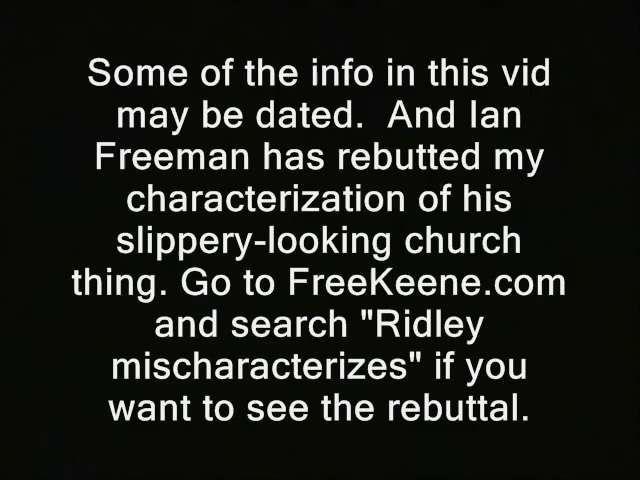 Some of the info in this vid
may be dated.  And Ian
Freeman has rebutted my
characterization of his
slippery-looking church
thing. Go to FreeKeene.com
and search "Ridley
mischaracterizes" if you
want to see the rebuttal.